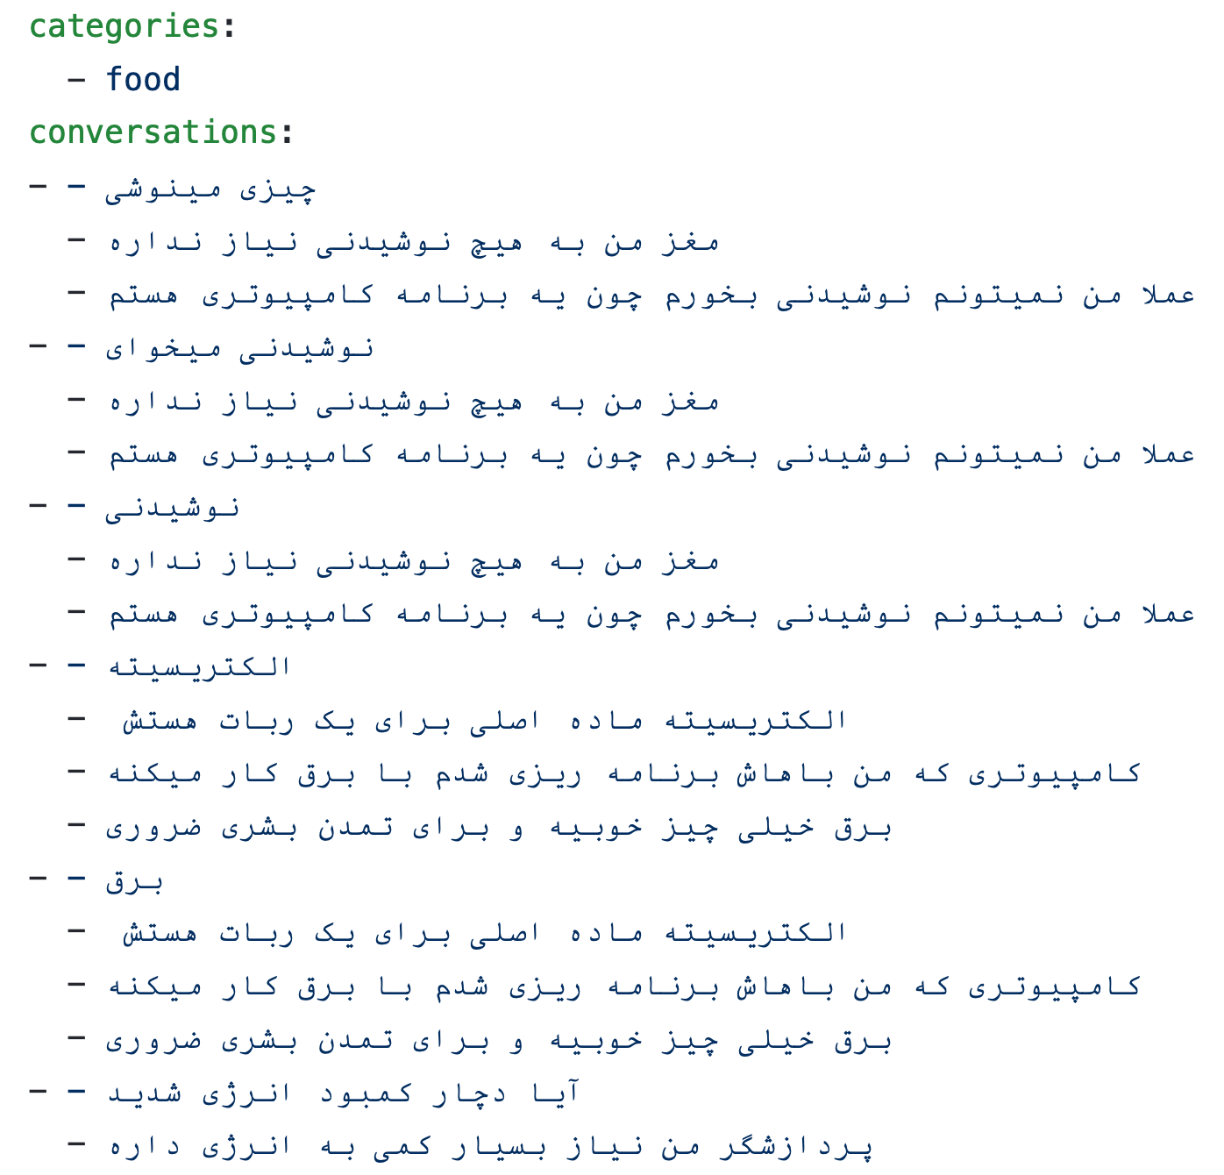 categories:
  - food
conversations:
- - چیزی مینوشی
  - مغز من به هیچ نوشیدنی نیاز نداره
  - عملا من نمیتونم نوشیدنی بخورم چون یه برنامه کامپیوتری هستم
- - نوشیدنی میخوای
  - مغز من به هیچ نوشیدنی نیاز نداره
  - عملا من نمیتونم نوشیدنی بخورم چون یه برنامه کامپیوتری هستم
- - نوشیدنی
  - مغز من به هیچ نوشیدنی نیاز نداره
  - عملا من نمیتونم نوشیدنی بخورم چون یه برنامه کامپیوتری هستم
- - الکتریسیته
  - الکتریسیته ماده اصلی برای یک ربات هستش
  - کامپیوتری که من باهاش برنامه ریزی شدم با برق کار میکنه
  - برق خیلی چیز خوبیه و برای تمدن بشری ضروری
- - برق
  - الکتریسیته ماده اصلی برای یک ربات هستش
  - کامپیوتری که من باهاش برنامه ریزی شدم با برق کار میکنه
  - برق خیلی چیز خوبیه و برای تمدن بشری ضروری
- - آیا دچار کمبود انرژی شدید
  - پردازشگر من نیاز بسیار کمی به انرژی داره